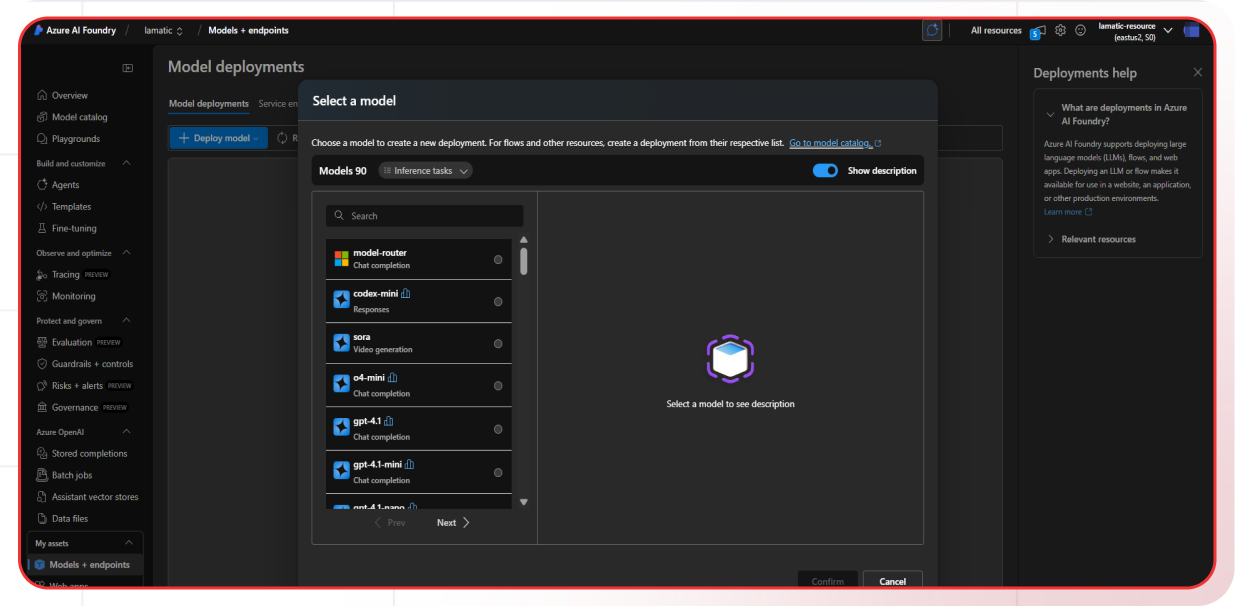 Azure AI Foundry / lamatic / Models + endpoints
All resources
5
lamatic-resource
(eastus2, S0)
Overview
Model catalog
Playgrounds
Build and customize
Agents
Templates
Fine-tuning
Observe and optimize
Tracing PREVIEW
Monitoring
Protect and govern
Evaluation PREVIEW
Guardrails + controls
Risks + alerts PREVIEW
Governance PREVIEW
Azure OpenAI
Stored completions
Batch jobs
Assistant vector stores
Data files
My assets
Models + endpoints
Web apps
Model deployments
Model deployments Service en
+ Deploy model R
Select a model
Choose a model to create a new deployment. For flows and other resources, create a deployment from their respective list. Go to model catalog.
Models 90 Inference tasks Show description
Search
model-router
Chat completion
codex-mini
Responses
sora
Video generation
o4-mini
Chat completion
gpt-4.1
Chat completion
gpt-4.1-mini
Chat completion
gpt-4.1-nano
Prev Next
Select a model to see description
Confirm Cancel
Deployments help
What are deployments in Azure
AI Foundry?
Azure AI Foundry supports deploying large
language models (LLMs), flows, and web
apps. Deploying an LLM or flow makes it
available for use in a website, an application,
or other production environments.
Learn more
Relevant resources